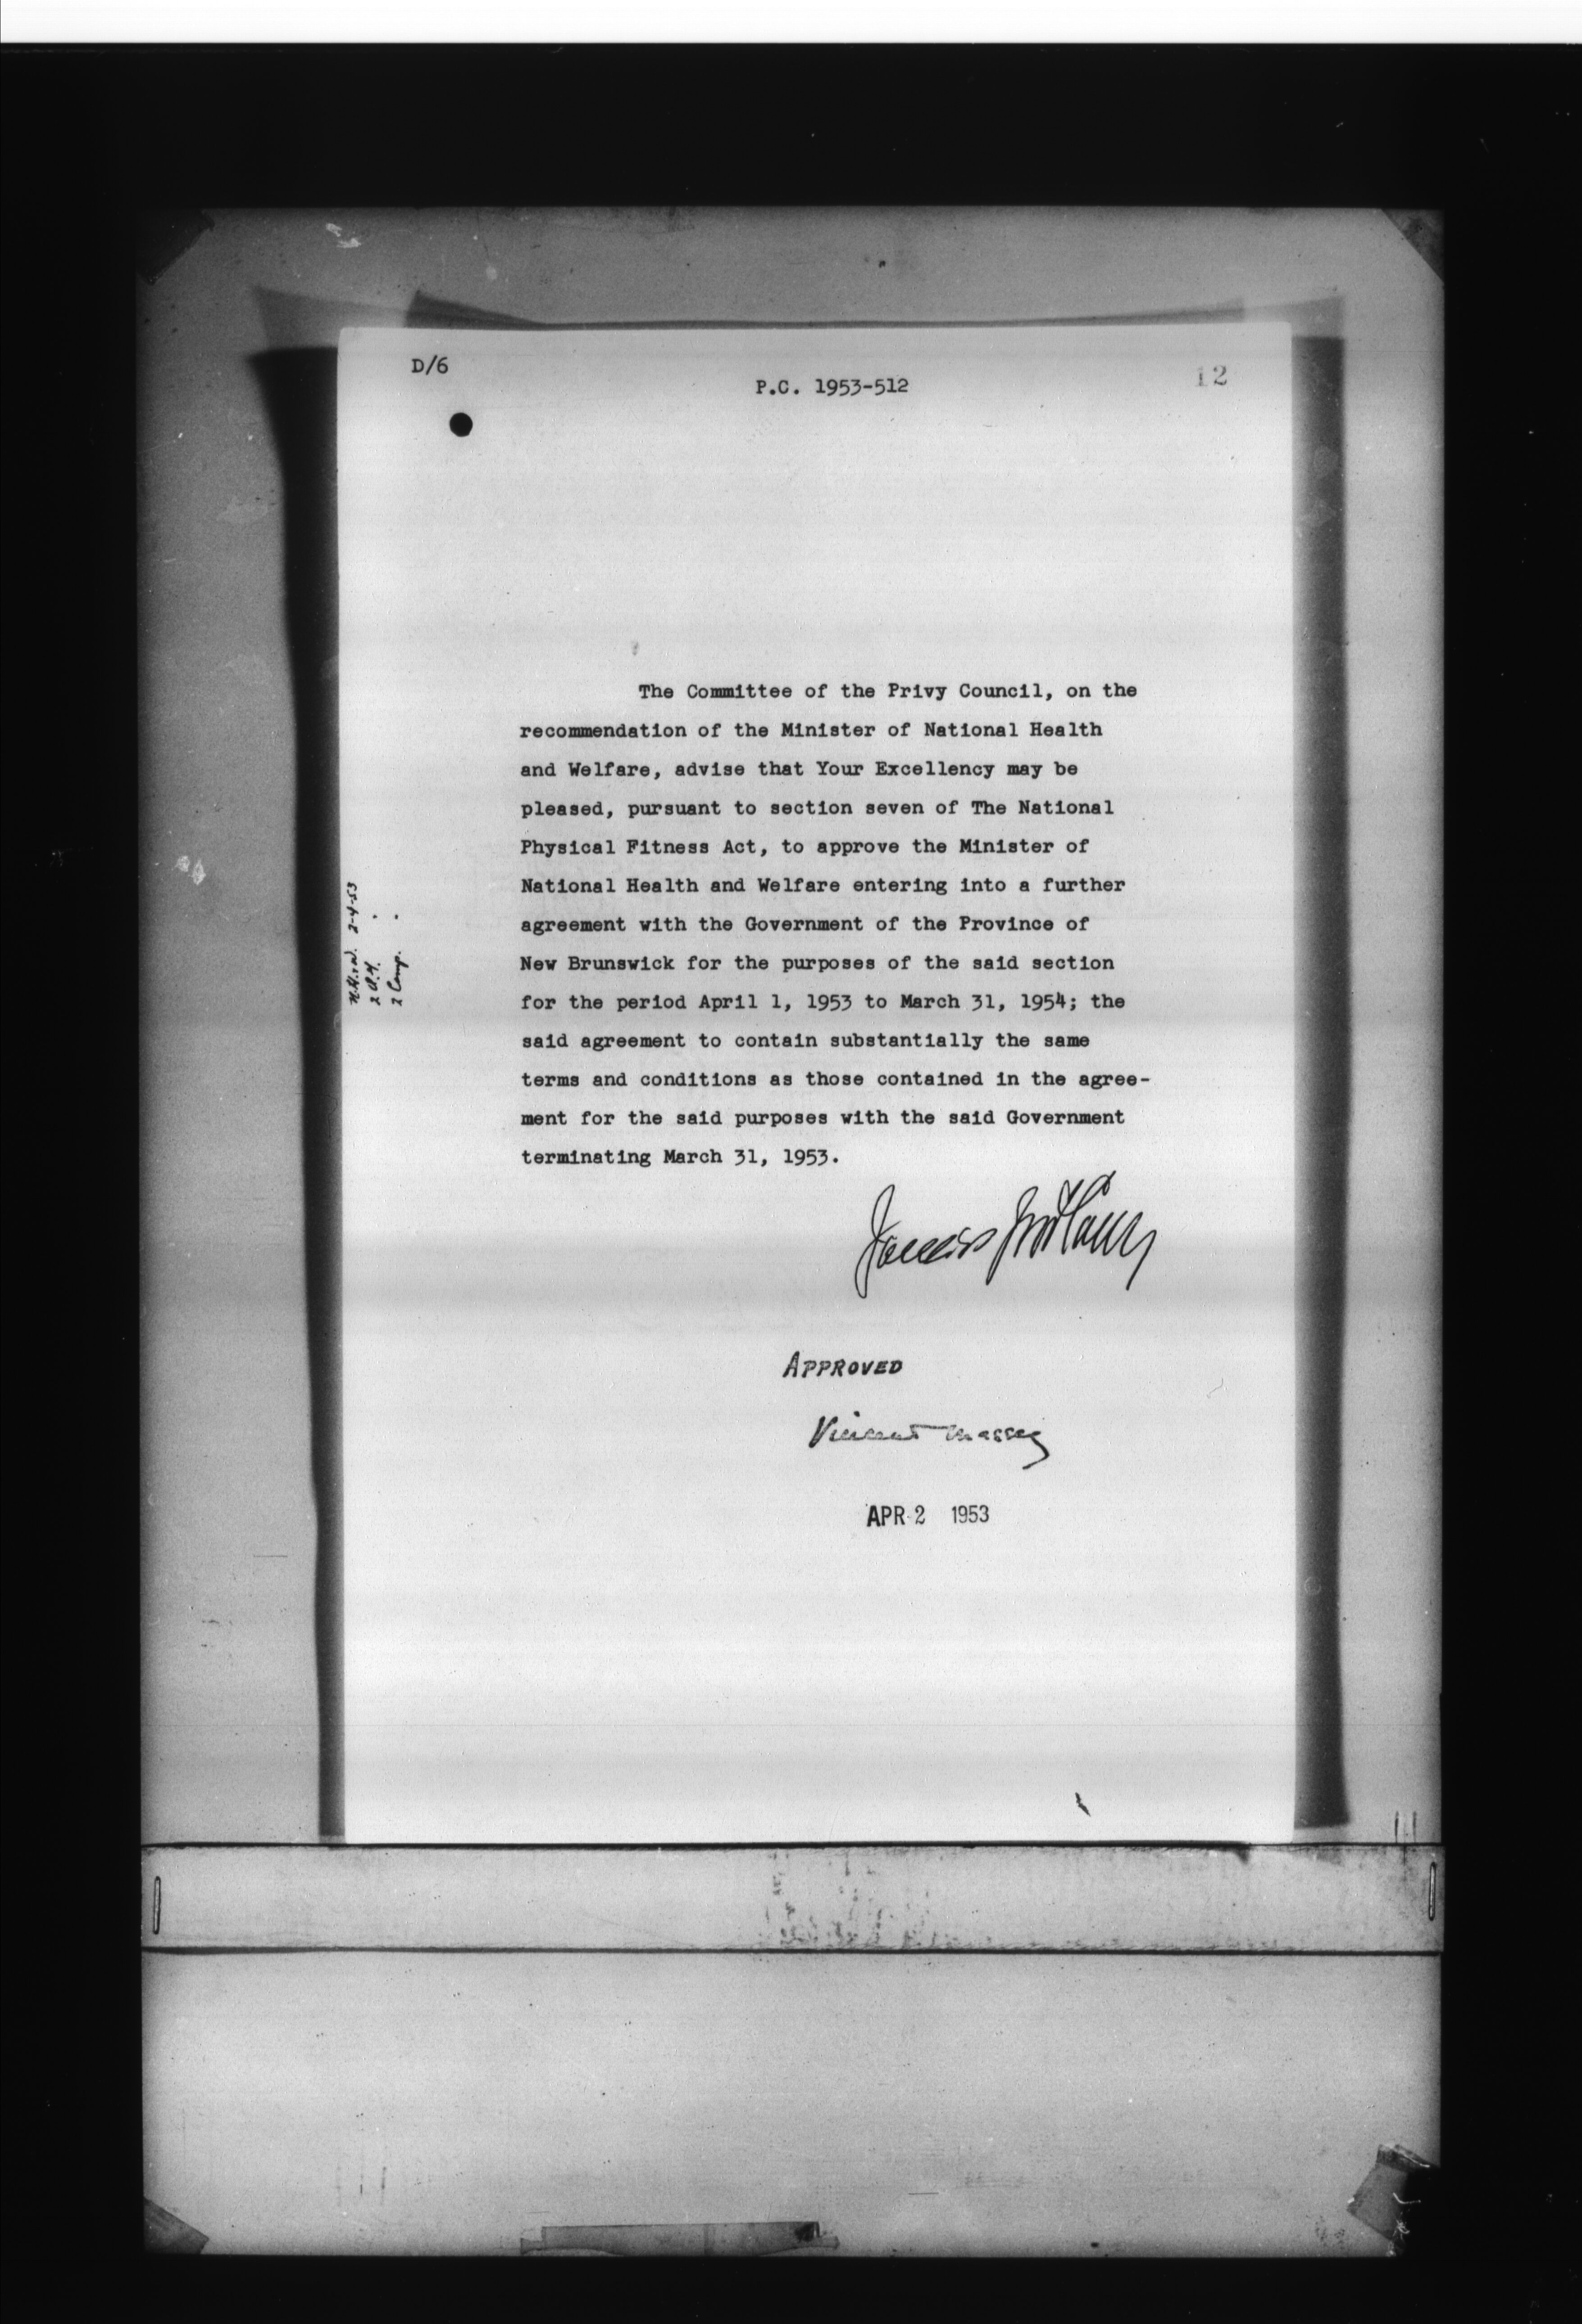 D/6
P.C. 1953-512
12
The Committee of the Privy Council, on the
recommendation of the Minister of National Health
and Welfare, advise that Your Excellency may be
pleased, pursuant to section seven of The National
Physical Fitness Act, to approve the Minister of
National Health and Welfare entering into a further
agreement with the Government of the Province of
New Brunswick for the purposes of the said section
for the period April 1, 1953 to March 31, 1954; the
said agreement to contain substantially the same
terms and conditions as those contained in the agree-
ment for the said purposes with the said Government
terminating March 31, 1953.
APPROVED
Vincent Massey
APR 2 1953
2-4-53